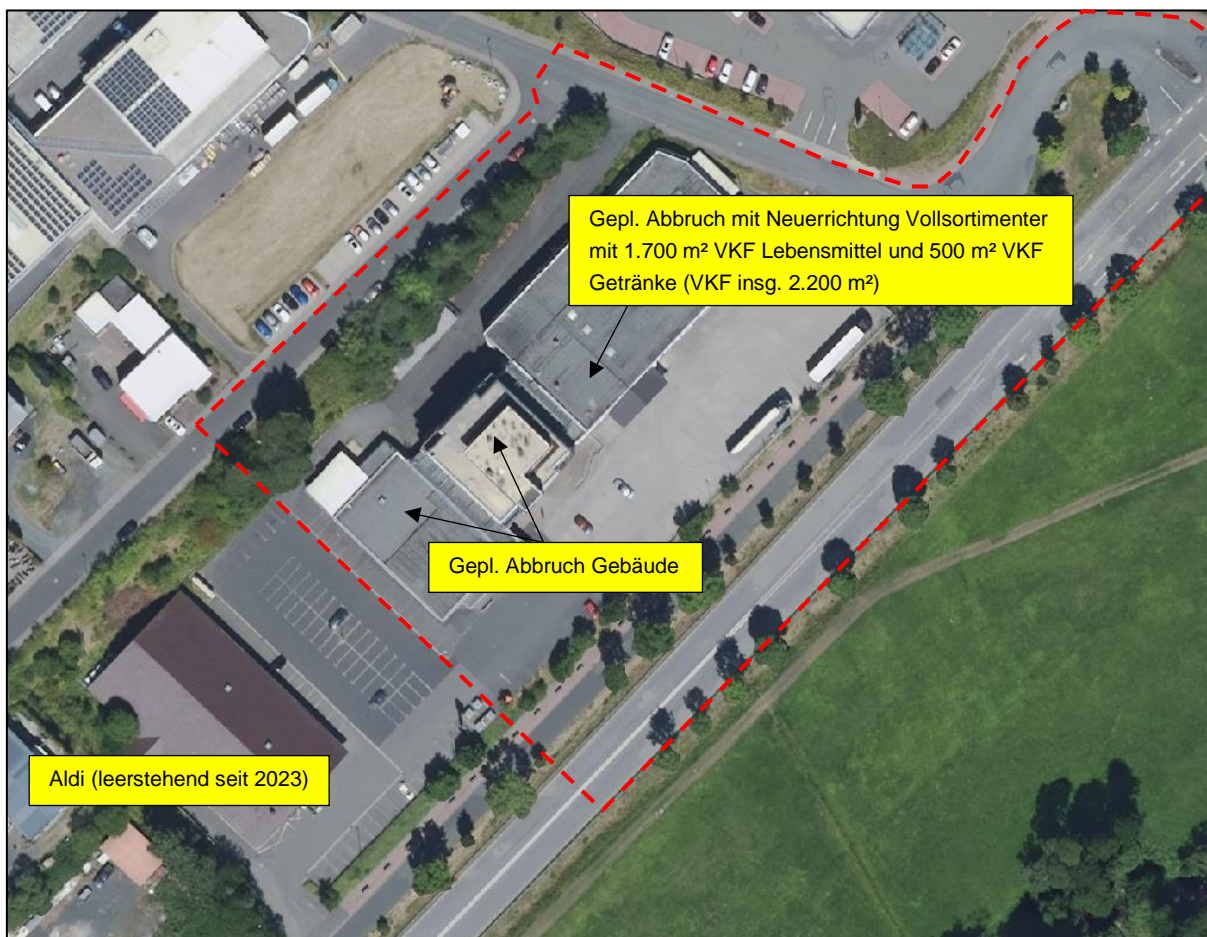 Gepl. Abbruch mit Neuerrichtung Vollsortimenter
mit 1.700 m² VKF Lebensmittel und 500 m² VKF
Getränke (VKF insg. 2.200 m²)
Gepl. Abbruch Gebäude
Aldi (leerstehend seit 2023)